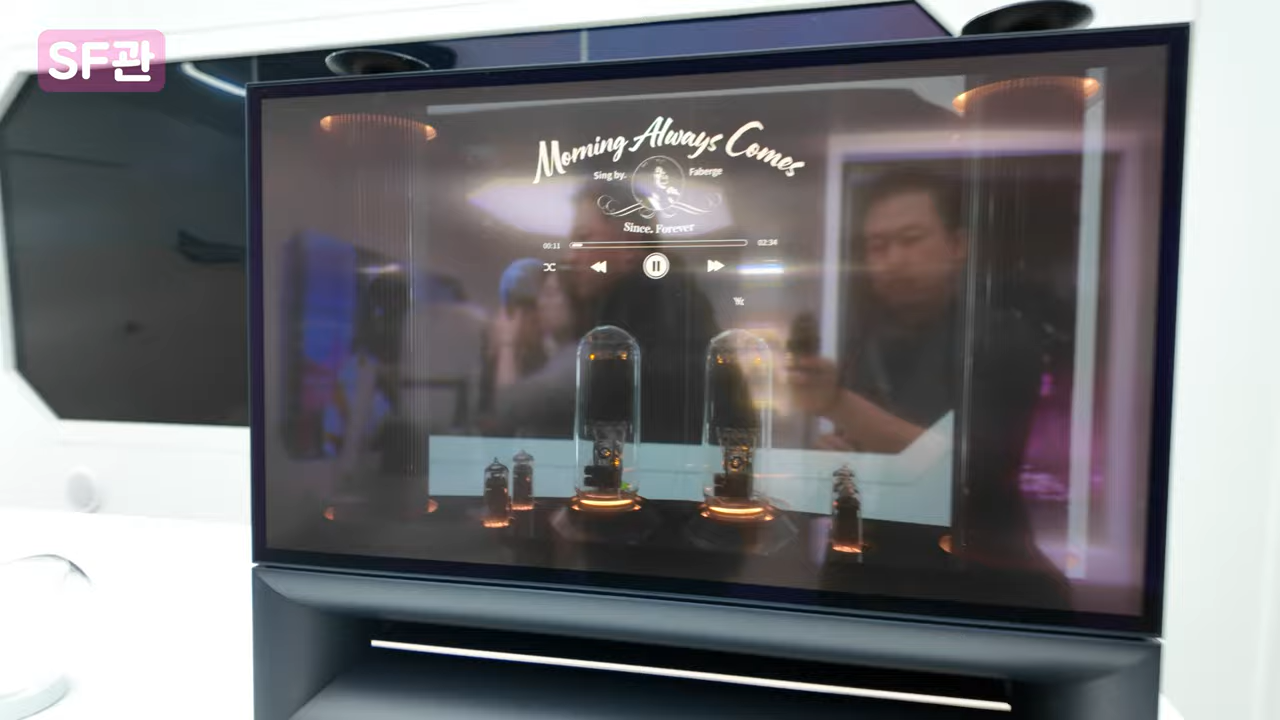 SF관
Morning Always Comes
Sing by. Faberge
Since. Forever
00:11 02:34